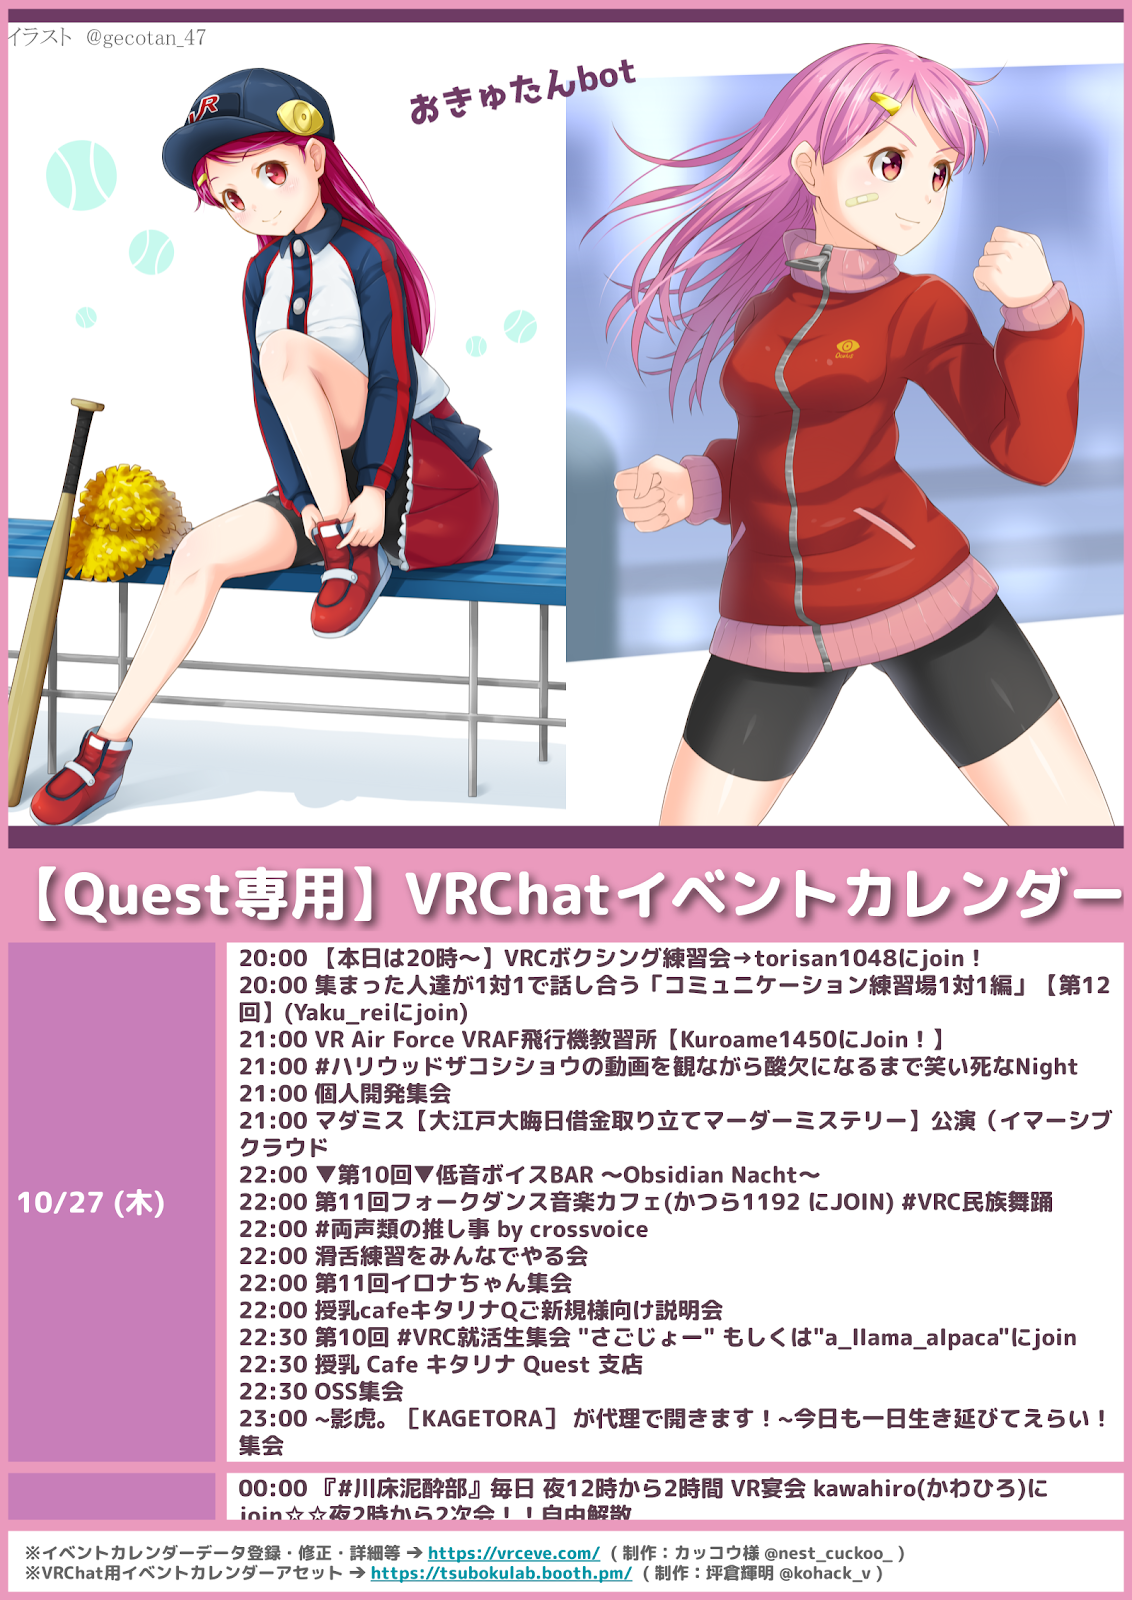 イラスト @gecotan_47
おきゅたんbot
VR
Quest
【Quest専用】VRChatイベントカレンダー
10/27 (木)
20:00 【本日は20時〜】VRCボクシング練習会→torisan1048にjoin！
20:00 集まった人達が1対1で話し合う「コミュニケーション練習場1対1編」【第12
回】(Yaku_reiにjoin)
21:00 VR Air Force VRAF飛行機教習所【Kuroame1450にJoin！】
21:00 #ハリウッドザコシショウの動画を観ながら酸欠になるまで笑い死なNight
21:00 個人開発集会
21:00 マダミス【大江戸大晦日借金取り立てマーダーミステリー】公演（イマーシブ
クラウド
22:00 ▼第10回▼低音ボイスBAR 〜Obsidian Nacht〜
22:00 第11回フォークダンス音楽カフェ(かつら1192 にJOIN) #VRC民族舞踊
22:00 #両声類の推し事 by crossvoice
22:00 滑舌練習をみんなでやる会
22:00 第11回イロナちゃん集会
22:00 授乳cafeキタリナQご新規様向け説明会
22:30 第10回 #VRC就活生集会 "さごじょー" もしくは"a_llama_alpaca"にjoin
22:30 授乳 Cafe キタリナ Quest 支店
22:30 OSS集会
23:00 ~影虎。［KAGETORA］ が代理で開きます！~今日も一日生き延びてえらい！
集会
00:00 『#川床泥酔部』毎日 夜12時から2時間 VR宴会 kawahiro(かわひろ)に
join☆☆夜2時から2次会！！自由解散
※イベントカレンダーデータ登録・修正・詳細等 ➔ https://vrceve.com/ ( 制作：カッコウ様 @nest_cuckoo_ )
※VRChat用イベントカレンダーアセット ➔ https://tsubokulab.booth.pm/ ( 制作：坪倉輝明 @kohack_v )